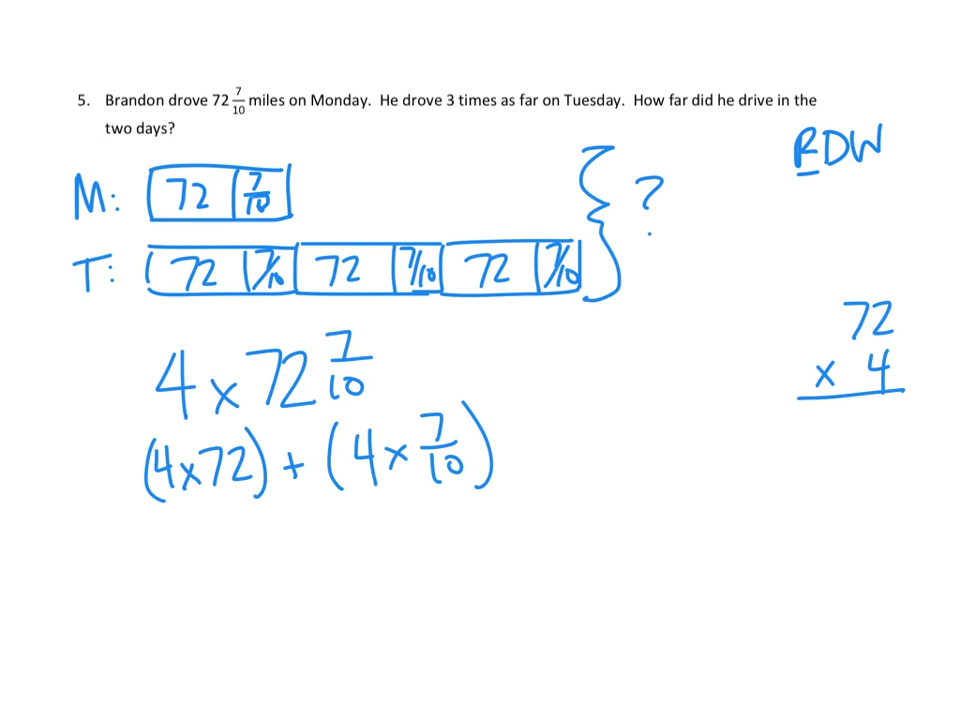 5. Brandon drove 72 7/10 miles on Monday. He drove 3 times as far on Tuesday. How far did he drive in the
two days?
RDW
M: 72 7/10 ?
T: 72 7/10 72 7/10 72 7/10
4 x 72 7/10
(4x72) + (4 x 7/10)
72
x 4